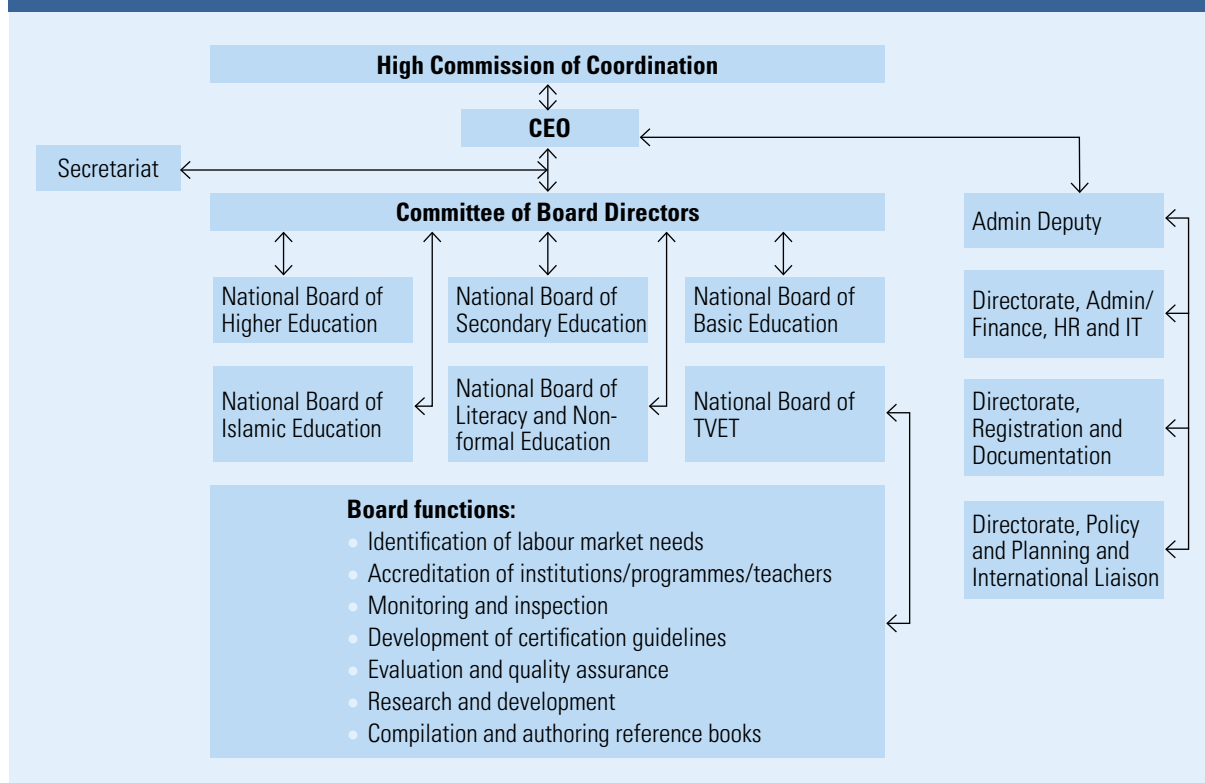 High Commission of Coordination
CEO
Secretariat
Committee of Board Directors
Admin Deputy
National Board of
Higher Education
National Board of
Secondary Education
National Board of
Basic Education
Directorate, Admin/
Finance, HR and IT
National Board of
Islamic Education
National Board of
Literacy and Non-
formal Education
National Board of
TVET
Directorate,
Registration and
Documentation
Board functions:
• Identification of labour market needs
• Accreditation of institutions/programmes/teachers
• Monitoring and inspection
• Development of certification guidelines
• Evaluation and quality assurance
• Research and development
• Compilation and authoring reference books
Directorate, Policy
and Planning and
International Liaison